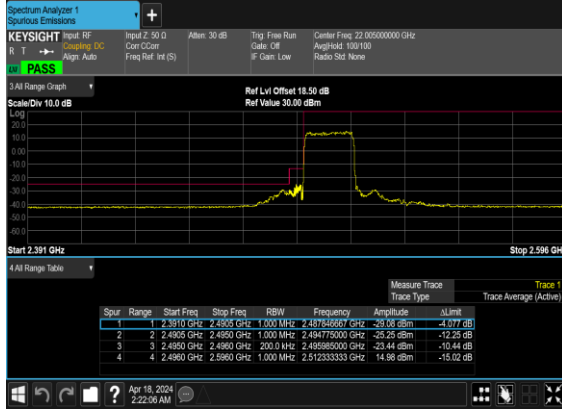 Spectrum Analyzer 1
Spurious Emissions
KEYSIGHT Input: RF Input Z: 50 Ω Atten: 30 dB Trig: Free Run Center Freq: 22.005000000 GHz
R T Coupling: DC Corr CCorr Gate: Off Avg|Hold: 100/100
Align: Auto Freq Ref: Int (S) IF Gain: Low Radio Std: None
PASS
3 All Range Graph
Ref Lvl Offset 18.50 dB
Scale/Div 10.0 dB Ref Value 30.00 dBm
Log
20.0
10.0
0.00
-10.0
-20.0
-30.0
-40.0
-50.0
-60.0
Start 2.391 GHz Stop 2.596 GH
4 All Range Table
Measure Trace Trace 1
Trace Type Trace Average (Active)
Spur Range Start Freq Stop Freq RBW Frequency Amplitude ΔLimit
1 1 2.3910 GHz 2.4905 GHz 1.000 MHz 2.487846667 GHz -29.08 dBm -4.077 dB
2 2 2.4905 GHz 2.4950 GHz 1.000 MHz 2.494775000 GHz -25.25 dBm -12.25 dB
3 3 2.4950 GHz 2.4960 GHz 200.0 kHz 2.495985000 GHz -23.44 dBm -10.44 dB
4 4 2.4960 GHz 2.5960 GHz 1.000 MHz 2.512333333 GHz 14.98 dBm -15.02 dB
?
Apr 18, 2024
2:22:06 AM